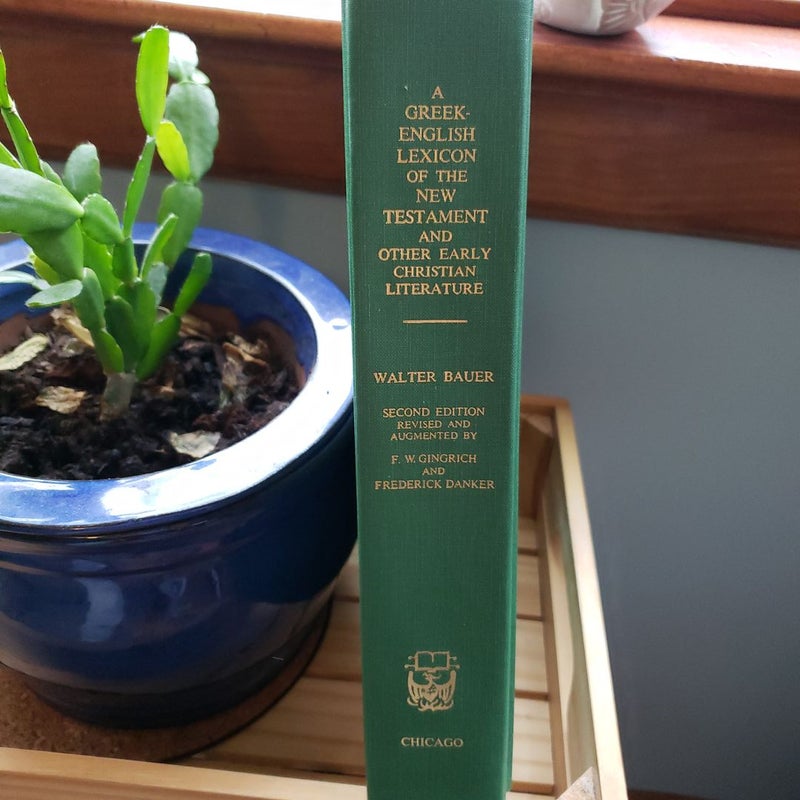 A
GREEK-
ENGLISH
LEXICON
OF THE
NEW
TESTAMENT
AND
OTHER EARLY
CHRISTIAN
LITERATURE
WALTER BAUER
SECOND EDITION
REVISED AND
AUGMENTED BY
F. W. GINGRICH
AND
FREDERICK DANKER
CHICAGO